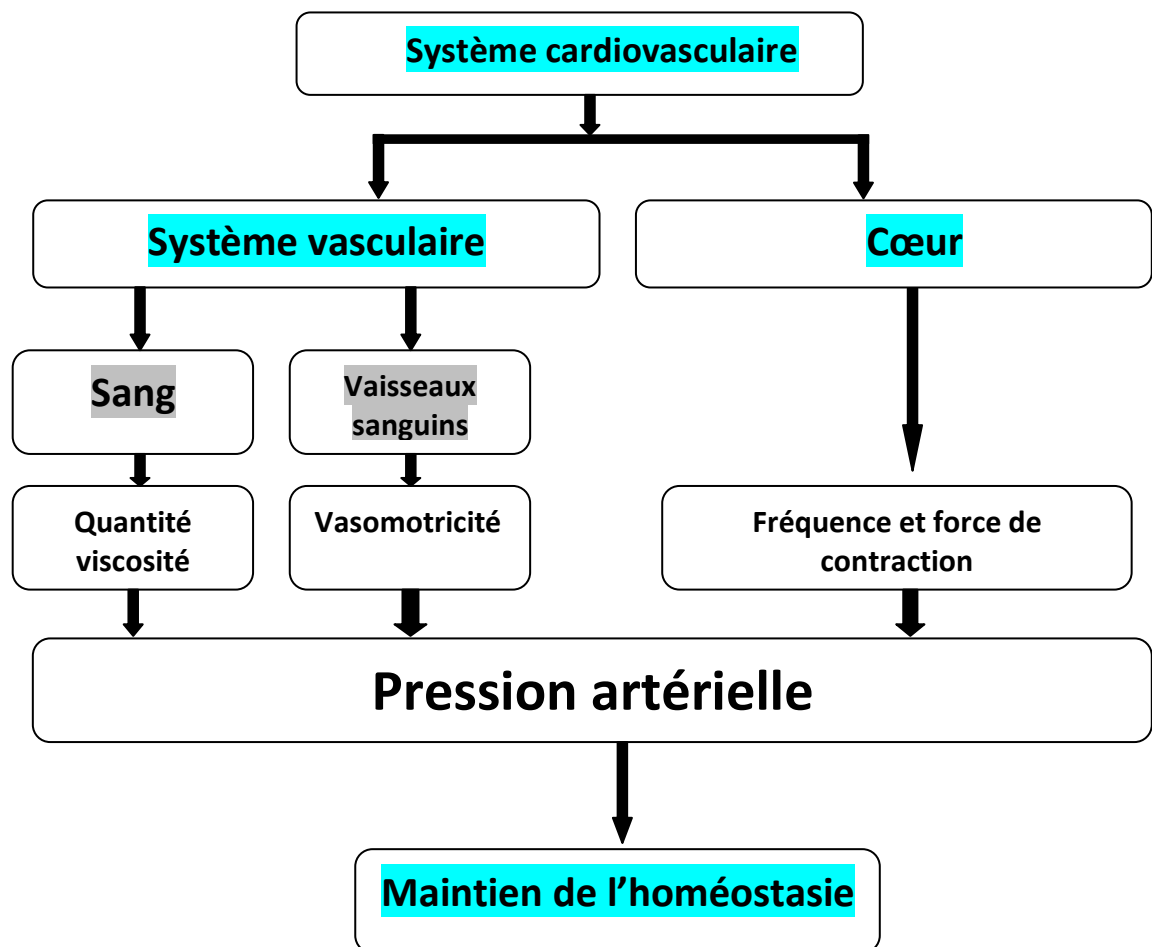 Système cardiovasculaire
Système vasculaire
Cœur
Sang
Vaisseaux
sanguins
Quantité
viscosité
Vasomotricité
Fréquence et force de
contraction
Pression artérielle
Maintien de l’homéostasie